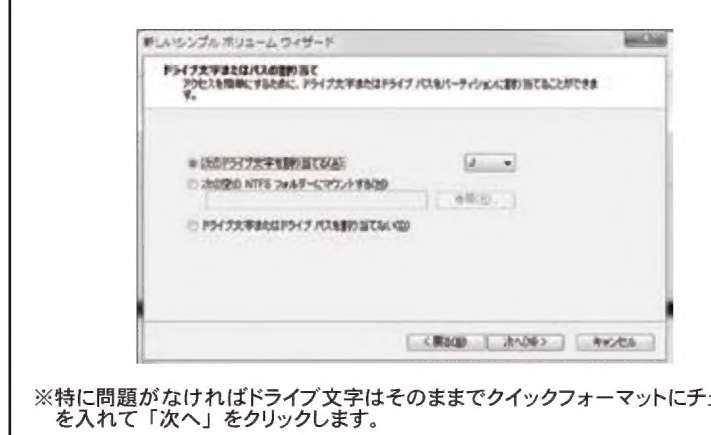 新しいシンプル ボリューム ウィザード
ドライブ文字またはパスの割り当て
アクセスを簡単にするために、ドライブ文字またはドライブ パスをパーティションに割り当てることができま
す。
次のドライブ文字を割り当てる(A):
J
次の空の NTFS フォルダーにマウントする(M):
参照(R)...
ドライブ文字またはドライブ パスを割り当てない(D)
< 戻る(B)
次へ(N) >
キャンセル
※特に問題がなければドライブ文字はそのままでクイックフォーマットにチェ
を入れて「次へ」をクリックします。